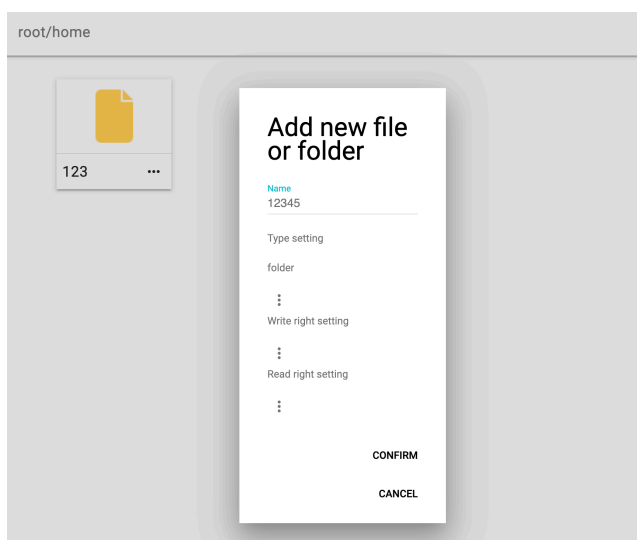 root/home
123
Add new file
or folder
Name
12345
Type setting
folder
Write right setting
Read right setting
CONFIRM
CANCEL